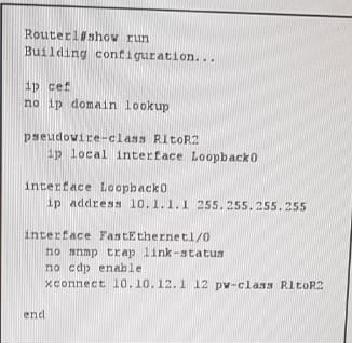 Router1#show run
Building configuration...
ip cef
no ip domain lookup
pseudowire-class R1toR2
ip local interface Loopback0
interface Loopback0
ip address 10.1.1.1 255.255.255.255
interface FastEthernet1/0
no snmp trap link-status
no cdp enable
xconnect 10.10.12.1 12 pw-class R1toR2
end